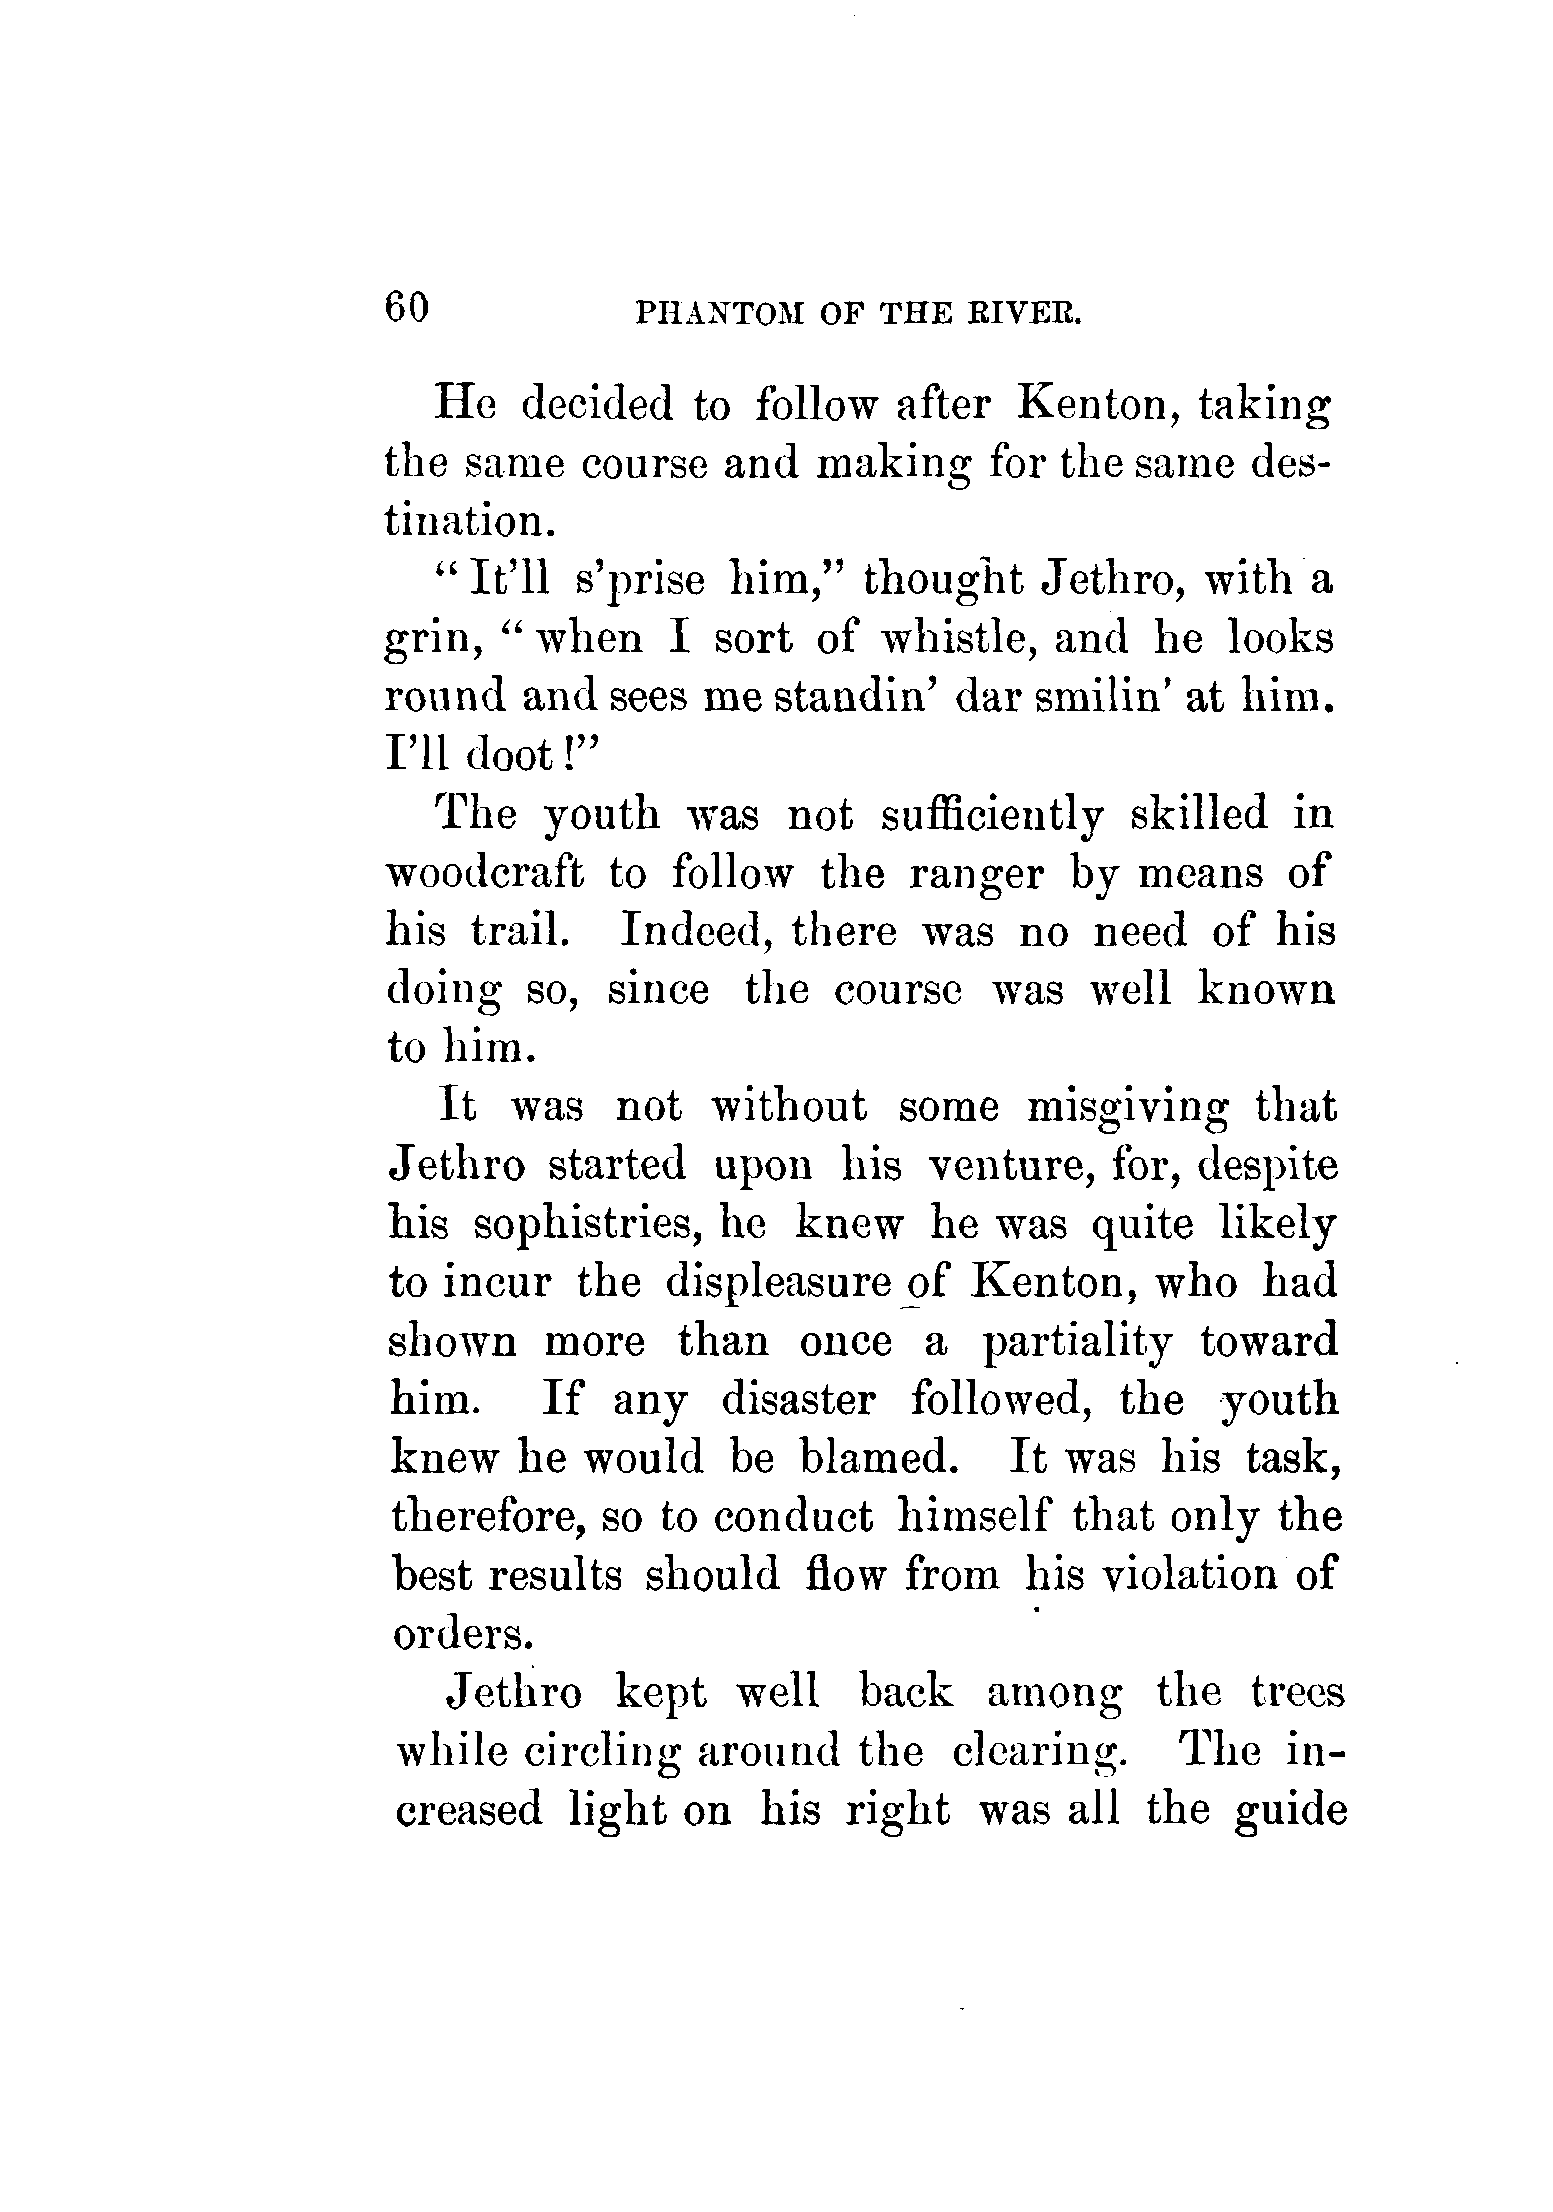 60 PHANTOM OF THE RIVER.
He decided to follow after Kenton, taking
the same course and making for the same des-
tination.
“ It’ll s’prise him,” thought Jethro, with a
grin, “ when I sort of whistle, and he looks
round and sees me standin’ dar smilin’ at him.
I’ll doot !”
The youth was not sufficiently skilled in
woodcraft to follow the ranger by means of
his trail. Indeed, there was no need of his
doing so, since the course was well known
to him.
It was not without some misgiving that
Jethro started upon his venture, for, despite
his sophistries, he knew he was quite likely
to incur the displeasure of Kenton, who had
shown more than once a partiality toward
him. If any disaster followed, the youth
knew he would be blamed. It was his task,
therefore, so to conduct himself that only the
best results should flow from his violation of
orders.
Jethro kept well back among the trees
while circling around the clearing. The in-
creased light on his right was all the guide